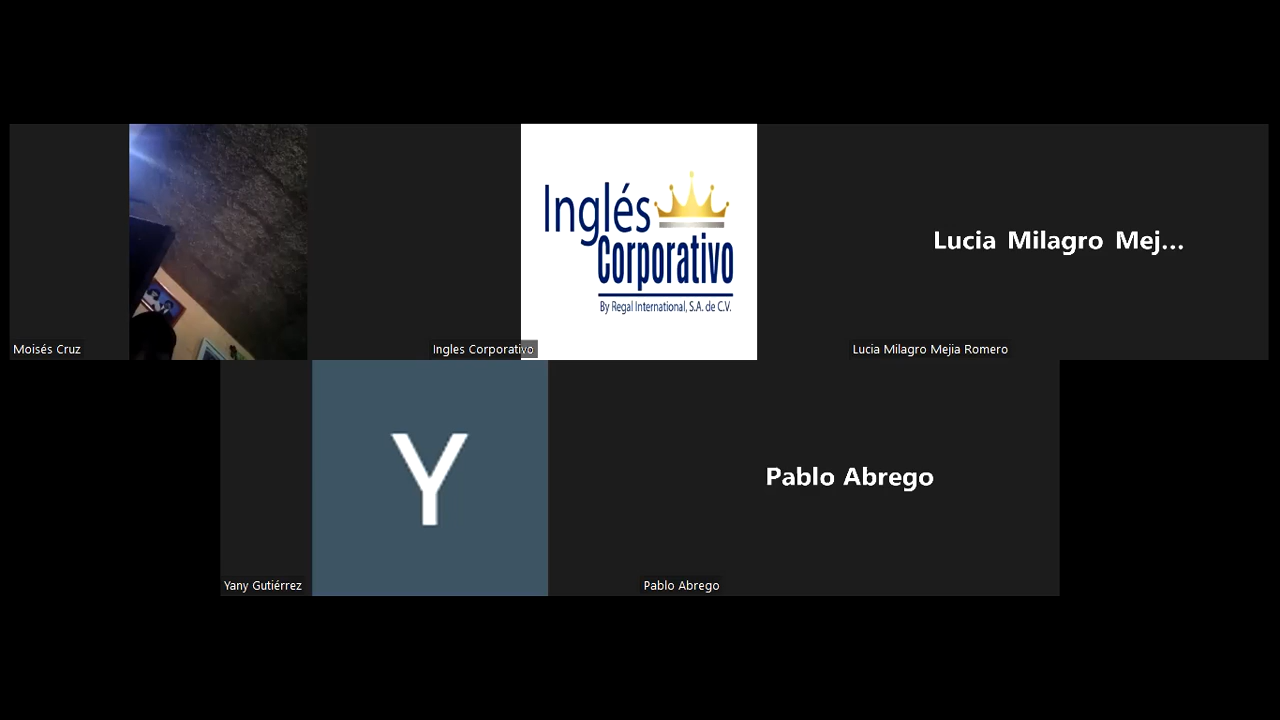 Inglés
Corporativo
By Regal International, S.A. de C.V.
Lucia Milagro Mej...
Moisés Cruz
Ingles Corporativo
Lucia Milagro Mejia Romero
Y
Pablo Abrego
Yany Gutiérrez
Pablo Abrego